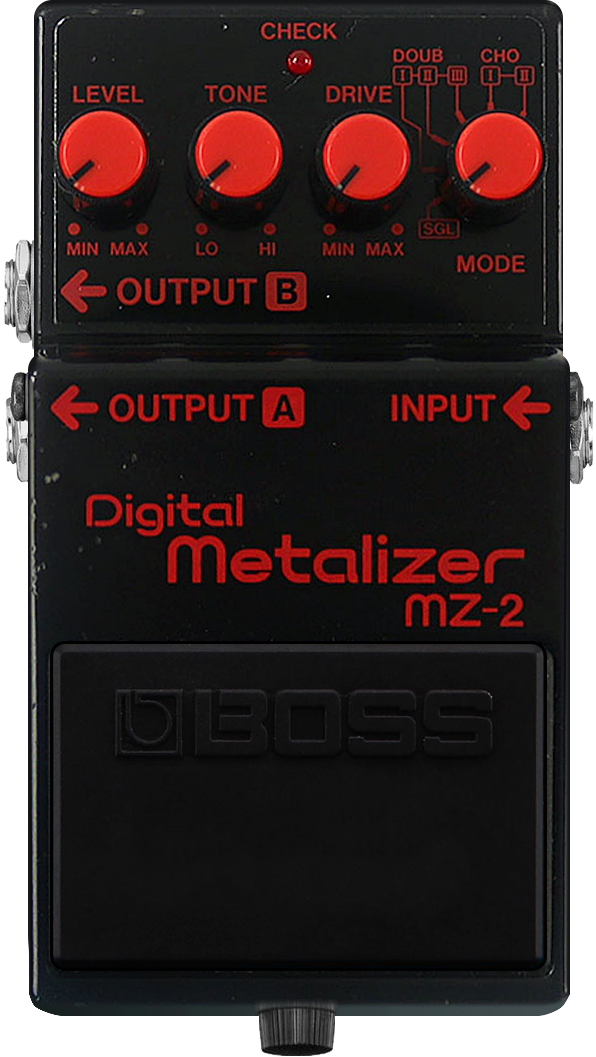 CHECK
DOUB CHO
I II III I II
LEVEL TONE DRIVE
SGL
MIN MAX LO HI MIN MAX
MODE
← OUTPUT B
← OUTPUT A INPUT ←
Digital
Metalizer
MZ-2
BOSS